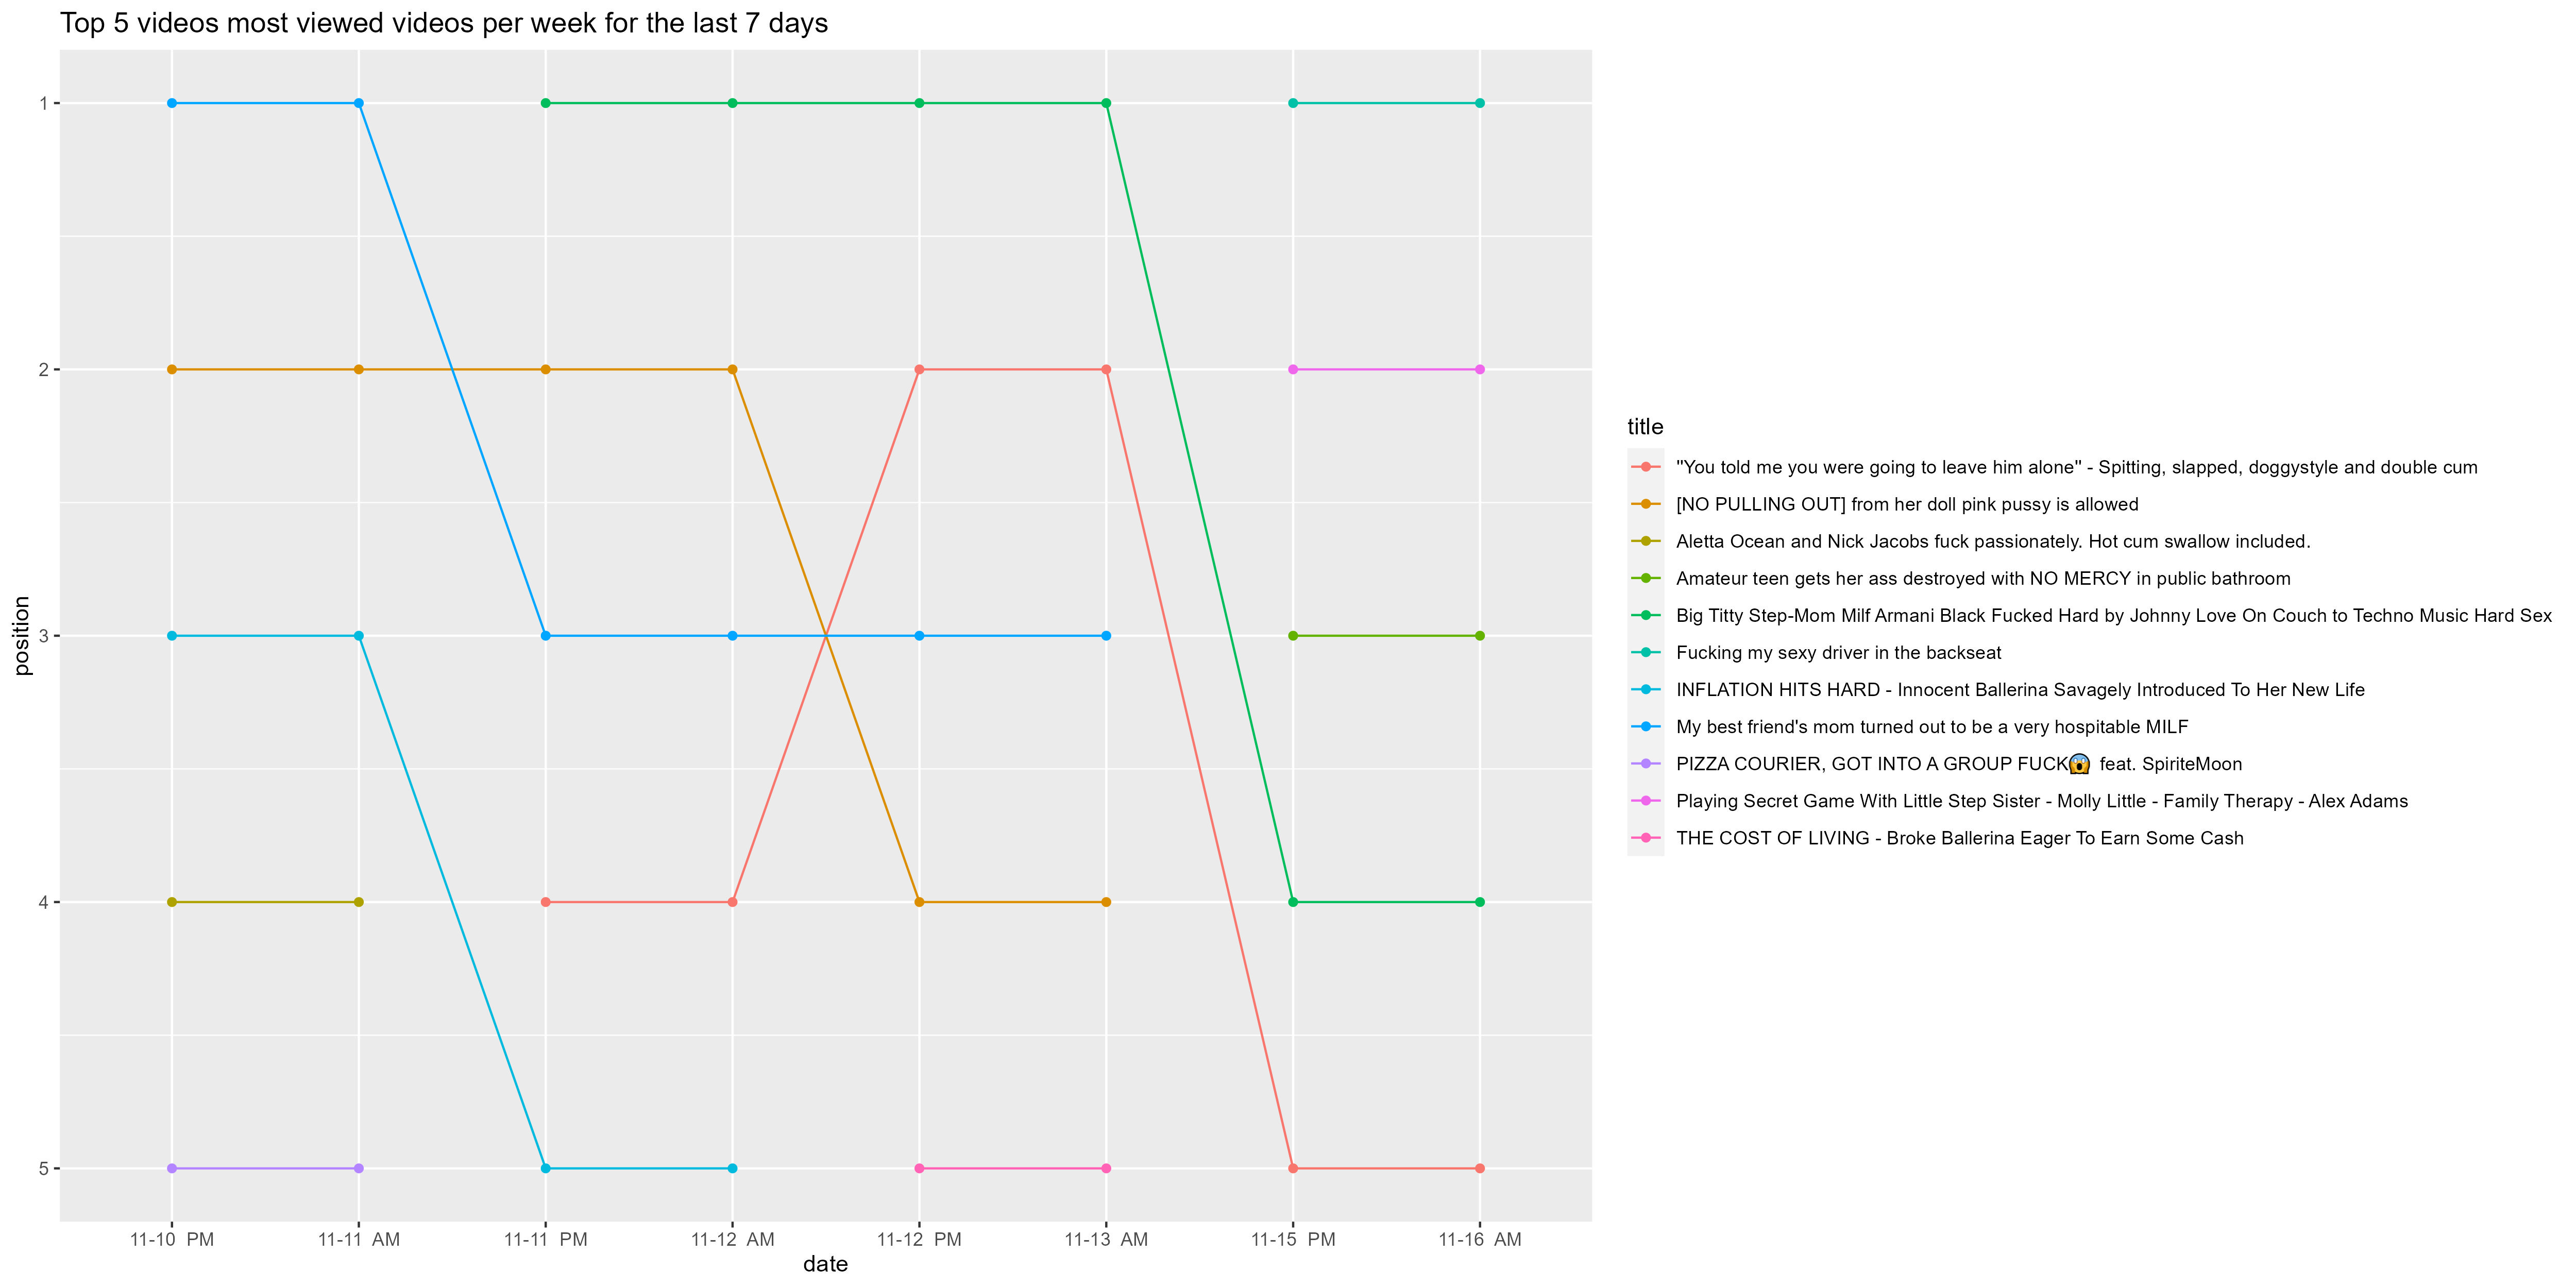 Top 5 videos most viewed videos per week for the last 7 days
position
1
2
3
4
5
11-10 PM
11-11 AM
11-11 PM
11-12 AM
11-12 PM
11-13 AM
11-15 PM
11-16 AM
date
title
"You told me you were going to leave him alone" - Spitting, slapped, doggystyle and double cum
[NO PULLING OUT] from her doll pink pussy is allowed
Aletta Ocean and Nick Jacobs fuck passionately. Hot cum swallow included.
Amateur teen gets her ass destroyed with NO MERCY in public bathroom
Big Titty Step-Mom Milf Armani Black Fucked Hard by Johnny Love On Couch to Techno Music Hard Sex
Fucking my sexy driver in the backseat
INFLATION HITS HARD - Innocent Ballerina Savagely Introduced To Her New Life
My best friend's mom turned out to be a very hospitable MILF
PIZZA COURIER, GOT INTO A GROUP FUCK😱 feat. SpiriteMoon
Playing Secret Game With Little Step Sister - Molly Little - Family Therapy - Alex Adams
THE COST OF LIVING - Broke Ballerina Eager To Earn Some Cash